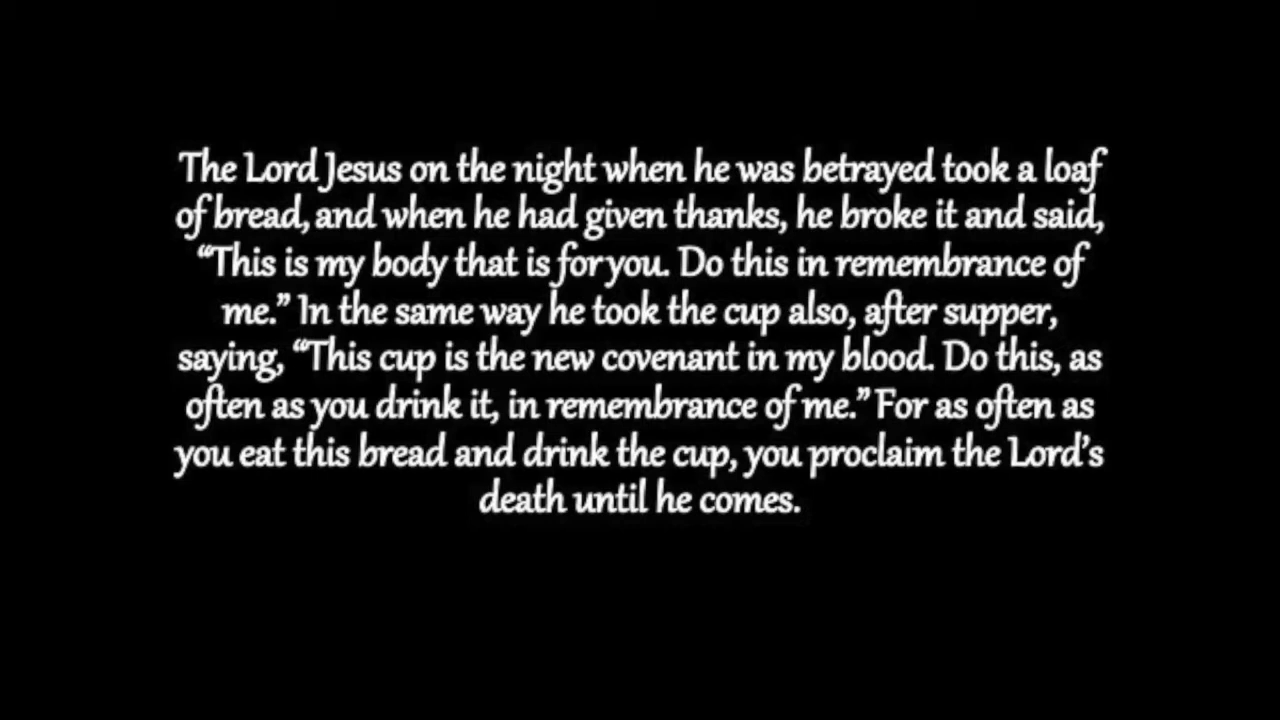 The Lord Jesus on the night when he was betrayed took a loaf
of bread, and when he had given thanks, he broke it and said,
“This is my body that is for you. Do this in remembrance of
me.” In the same way he took the cup also, after supper,
saying, “This cup is the new covenant in my blood. Do this, as
often as you drink it, in remembrance of me.” For as often as
you eat this bread and drink the cup, you proclaim the Lord’s
death until he comes.